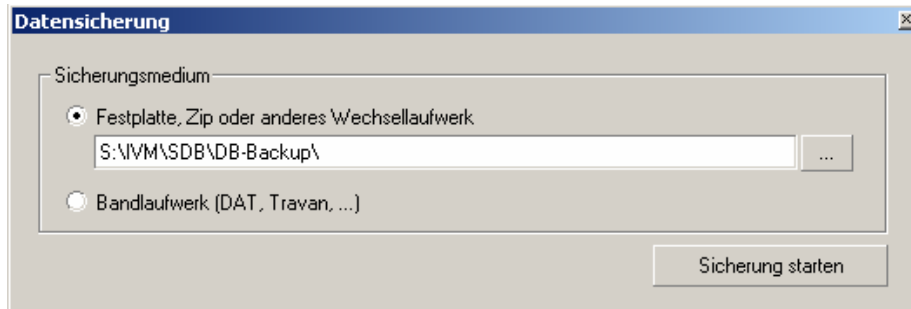 Datensicherung
Sicherungsmedium
Festplatte, Zip oder anderes Wechsellaufwerk
S:\IVM\SDB\DB-Backup\
...
Bandlaufwerk (DAT, Travan, ...)
Sicherung starten